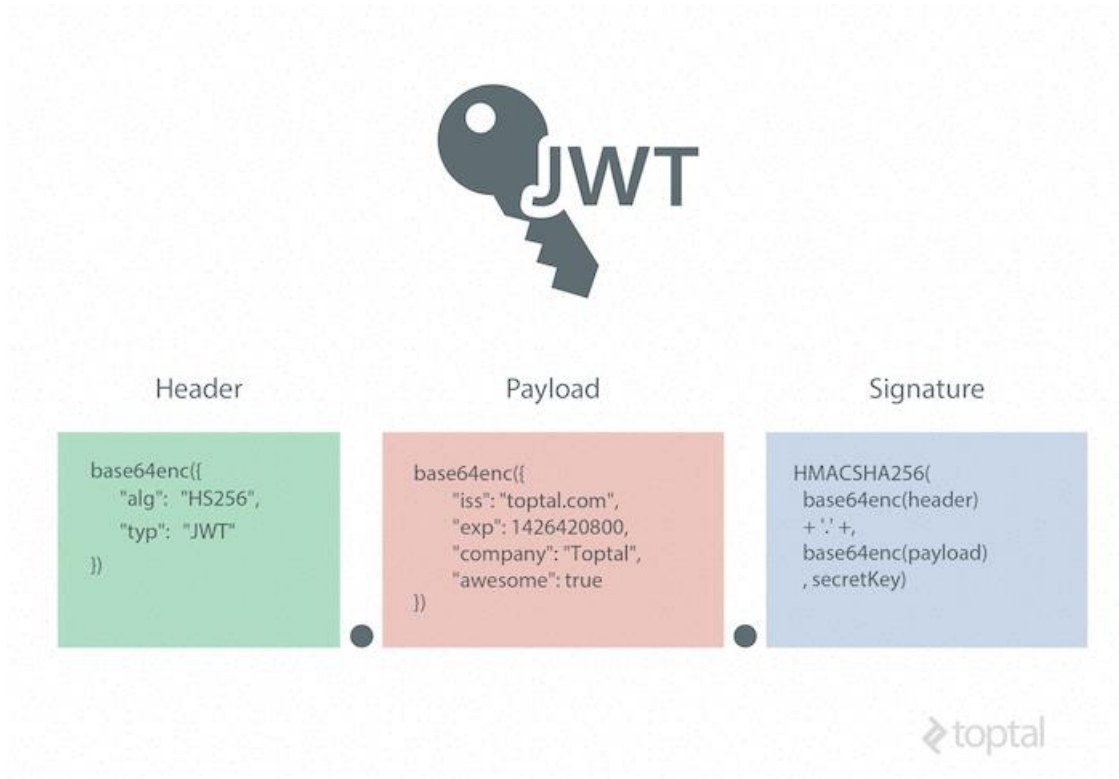 JWT
Header
base64enc({
"alg": "HS256",
"typ": "JWT"
})
Payload
base64enc({
"iss": "toptal.com",
"exp": 1426420800,
"company": "Toptal",
"awesome": true
})
Signature
HMACSHA256(
base64enc(header)
+ '.' +,
base64enc(payload)
, secretKey)
toptal